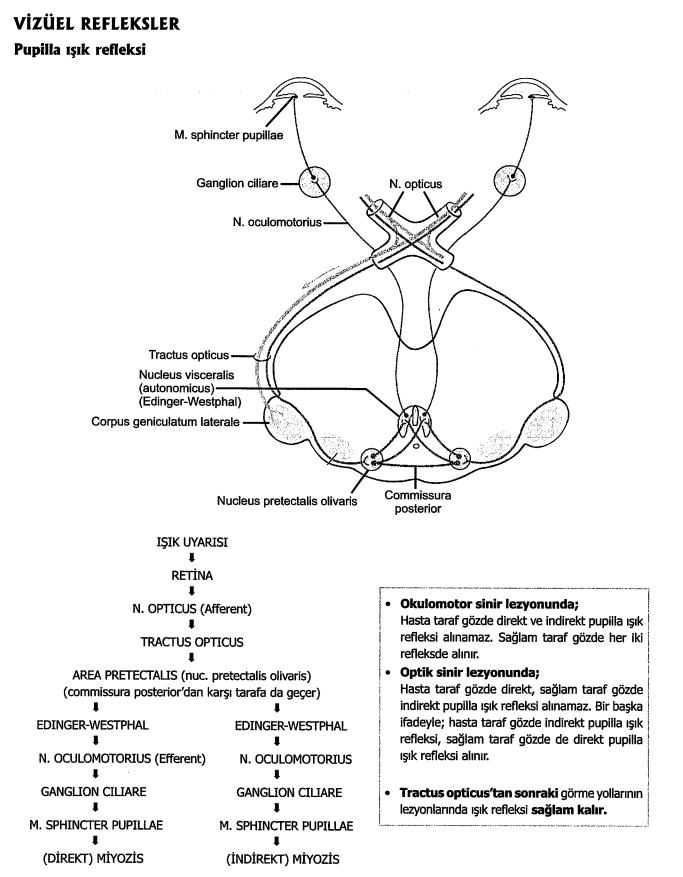 VİZÜEL REFLEKSLER
Pupilla ışık refleksi
M. sphincter pupillae
Ganglion ciliare
N. opticus
N. oculomotorius
Tractus opticus
Nucleus visceralis
(autonomicus)
(Edinger-Westphal)
Corpus geniculatum laterale
Nucleus pretectalis olivaris
Commissura
posterior
IŞIK UYARISI
RETİNA
N. OPTICUS (Afferent)
TRACTUS OPTICUS
AREA PRETECTALIS (nuc. pretectalis olivaris)
(commissura posterior'dan karşı tarafa da geçer)
EDINGER-WESTPHAL EDINGER-WESTPHAL
N. OCULOMOTORIUS (Efferent) N. OCULOMOTORIUS
GANGLION CILIARE GANGLION CILIARE
M. SPHINCTER PUPILLAE M. SPHINCTER PUPILLAE
(DİREKT) MİYOZİS (İNDİREKT) MİYOZİS
• Okulomotor sinir lezyonunda;
Hasta taraf gözde direkt ve indirekt pupilla ışık
refleksi alınamaz. Sağlam taraf gözde her iki
refleksde alınır.
• Optik sinir lezyonunda;
Hasta taraf gözde direkt, sağlam taraf gözde
indirekt pupilla ışık refleksi alınamaz. Bir başka
ifadeyle; hasta taraf gözde indirekt pupilla ışık
refleksi, sağlam taraf gözde de direkt pupilla
ışık refleksi alınır.
• Tractus opticus'tan sonraki görme yollarının
lezyonlarında ışık refleksi sağlam kalır.